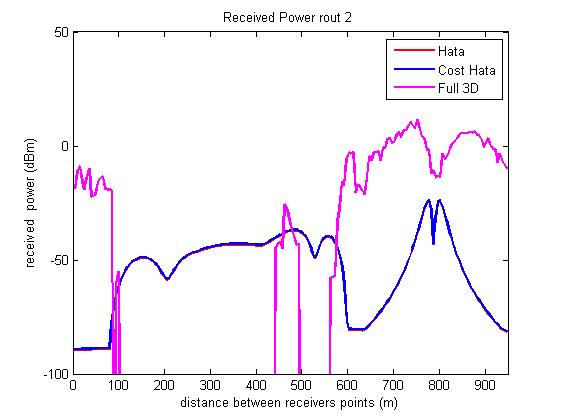 Received Power rout 2
Hata
Cost Hata
Full 3D
50
0
-50
-100
received power (dBm)
0 100 200 300 400 500 600 700 800 900
distance between receivers points (m)